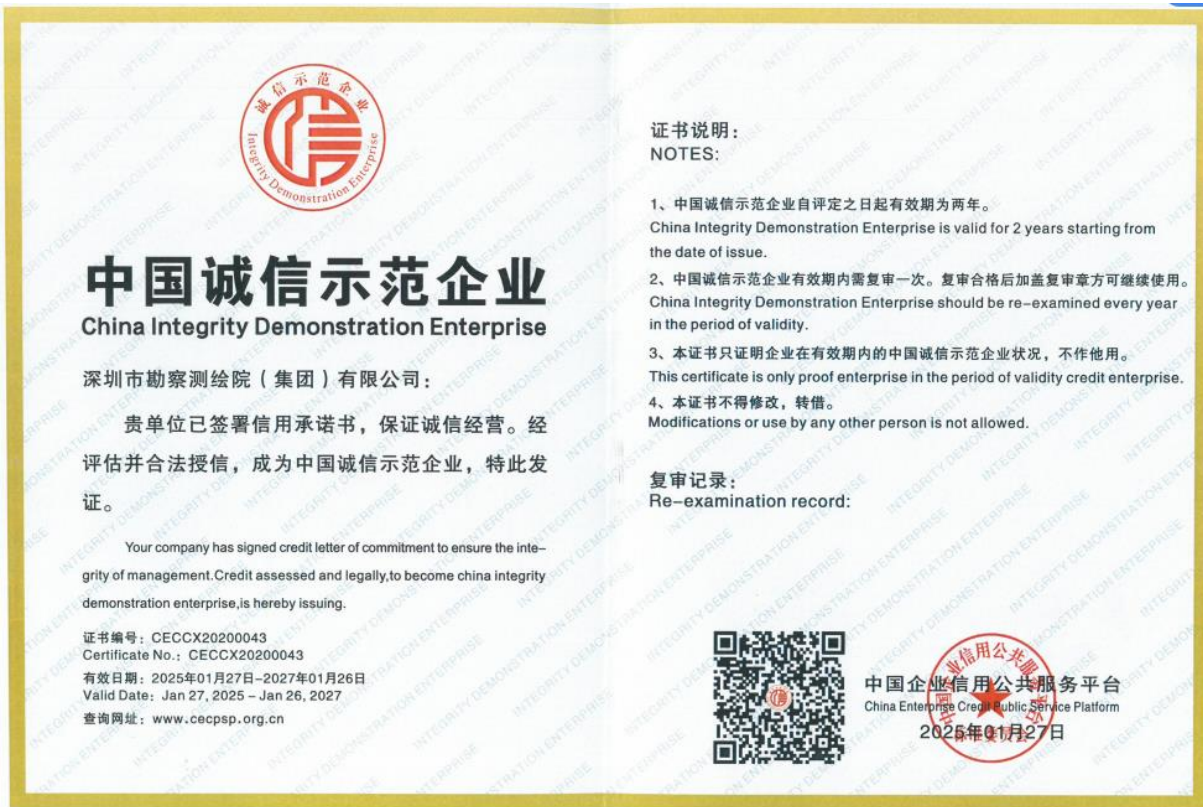 诚信示范企业
Integrity Demonstration Enterprise
中国诚信示范企业
China Integrity Demonstration Enterprise
深圳市勘察测绘院（集团）有限公司：
贵单位已签署信用承诺书，保证诚信经营。经
评估并合法授信，成为中国诚信示范企业，特此发
证。
Your company has signed credit letter of commitment to ensure the inte-
grity of management.Credit assessed and legally,to become china integrity
demonstration enterprise,is hereby issuing.
证书编号：CECCX20200043
Certificate No.：CECCX20200043
有效日期：2025年01月27日-2027年01月26日
Valid Date：Jan 27, 2025 - Jan 26, 2027
查询网址：www.cecpsp.org.cn
证书说明：
NOTES:
1、中国诚信示范企业自评定之日起有效期为两年。
China Integrity Demonstration Enterprise is valid for 2 years starting from
the date of issue.
2、中国诚信示范企业有效期内需复审一次。复审合格后加盖复审章方可继续使用。
China Integrity Demonstration Enterprise should be re-examined every year
in the period of validity.
3、本证书只证明企业在有效期内的中国诚信示范企业状况，不作他用。
This certificate is only proof enterprise in the period of validity credit enterprise.
4、本证书不得修改，转借。
Modifications or use by any other person is not allowed.
复审记录：
Re-examination record:
中国企业信用公共服务平台
China Enterprise Credit Public Service Platform
2025年01月27日
中国企业信用公共服务平台
INTEGRITY DEMONSTRATION ENTERPRISE